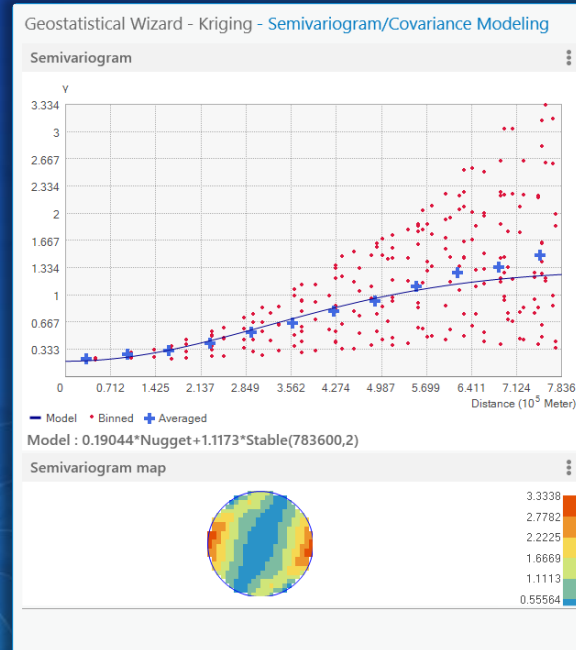 Geostatistical Wizard - Kriging - Semivariogram/Covariance Modeling
Semivariogram
γ
3.334
3
2.667
2.334
2
1.667
1.334
1
0.667
0.333
0 0.712 1.425 2.137 2.849 3.562 4.274 4.987 5.699 6.411 7.124 7.836
Distance (10⁵ Meter)
Model Binned Averaged
Model : 0.19044*Nugget+1.1173*Stable(783600,2)
Semivariogram map
3.3338
2.7782
2.2225
1.6669
1.1113
0.55564